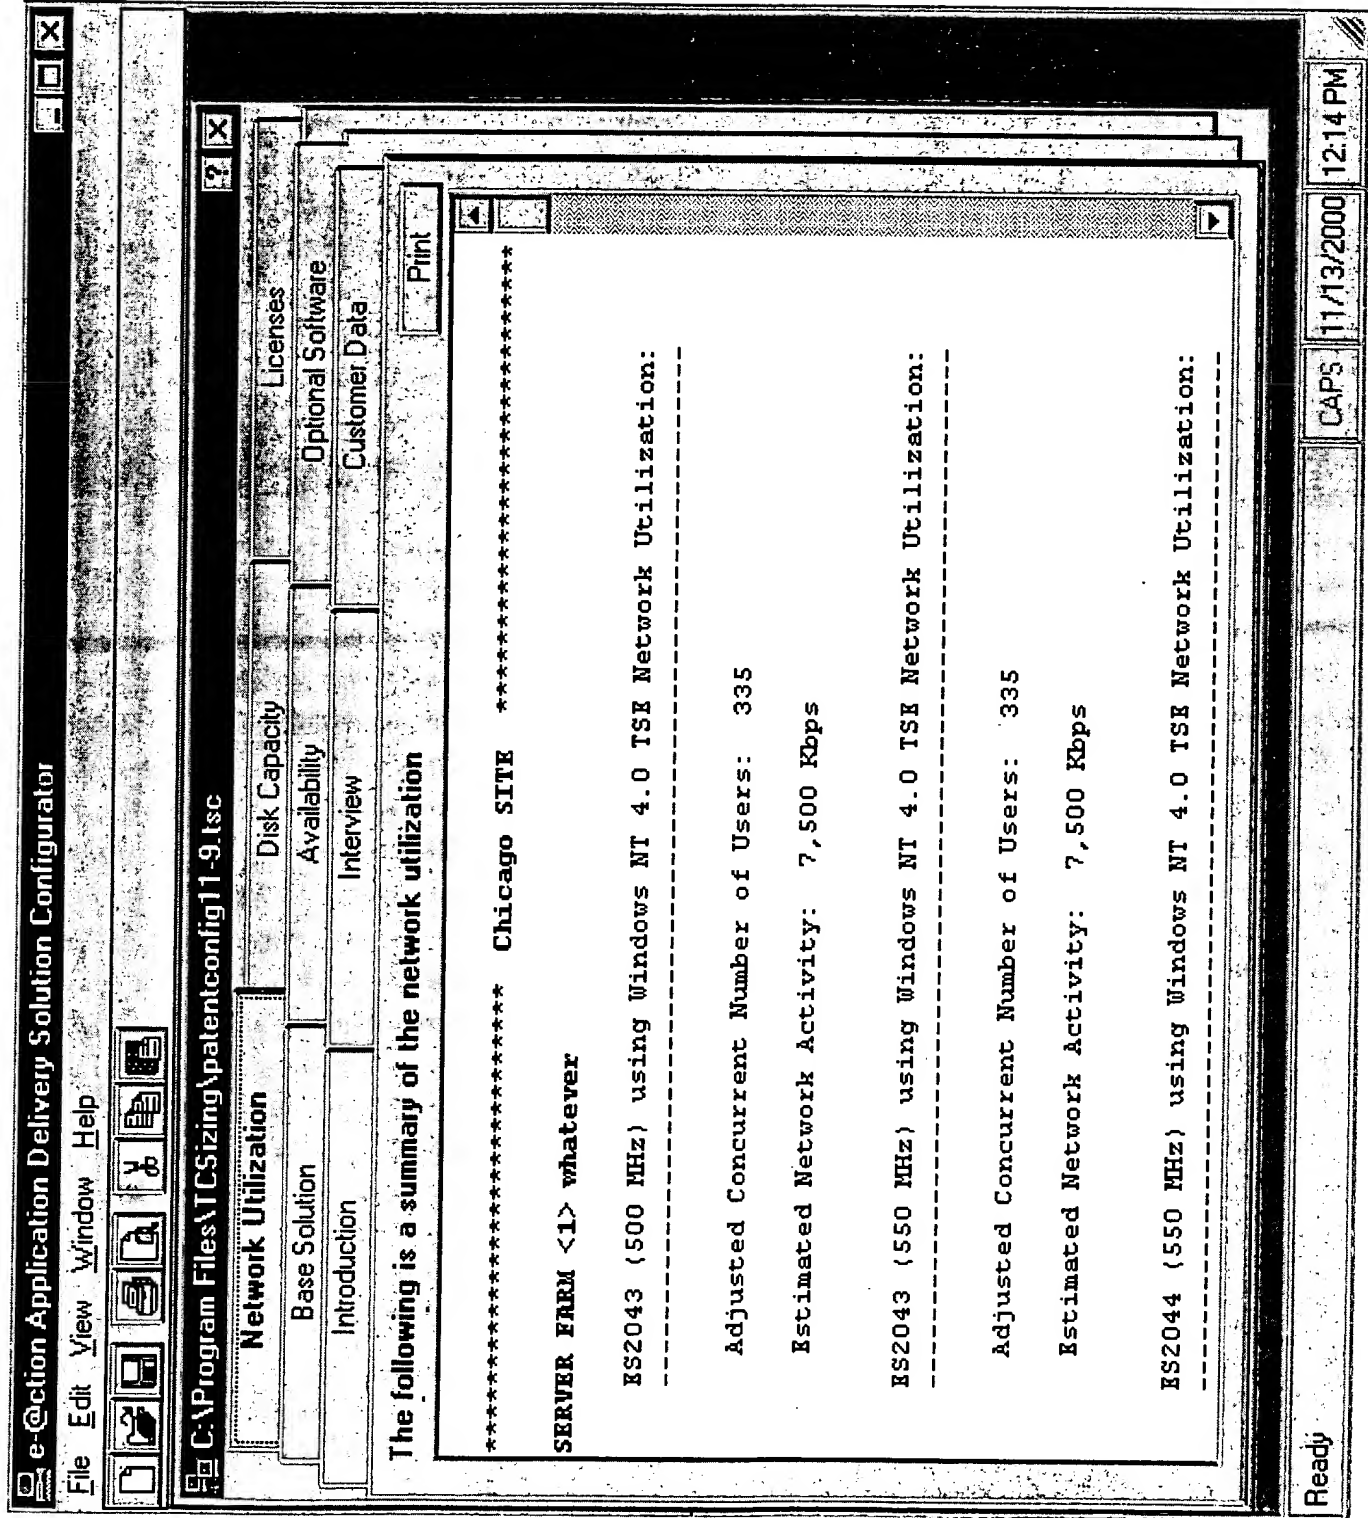 e-@ction Application Delivery Solution Configurator
File Edit View Window Help
C:\Program Files\TCSizing\patentconfig11-9.tsc
Network Utilization Disk Capacity Licenses
Base Solution Availability Optional Software
Introduction Interview Customer Data
The following is a summary of the network utilization Print
****************************** Chicago SITE ******************************
SERVER FARM <1> whatever
ES2043 (500 MHz) using Windows NT 4.0 TSE Network Utilization:
--------------------------------------------------------------
Adjusted Concurrent Number of Users: 335
Estimated Network Activity: 7,500 Kbps
ES2043 (550 MHz) using Windows NT 4.0 TSE Network Utilization:
--------------------------------------------------------------
Adjusted Concurrent Number of Users: 335
Estimated Network Activity: 7,500 Kbps
ES2044 (550 MHz) using Windows NT 4.0 TSE Network Utilization:
--------------------------------------------------------------
Ready CAPS 11/13/2000 12:14 PM